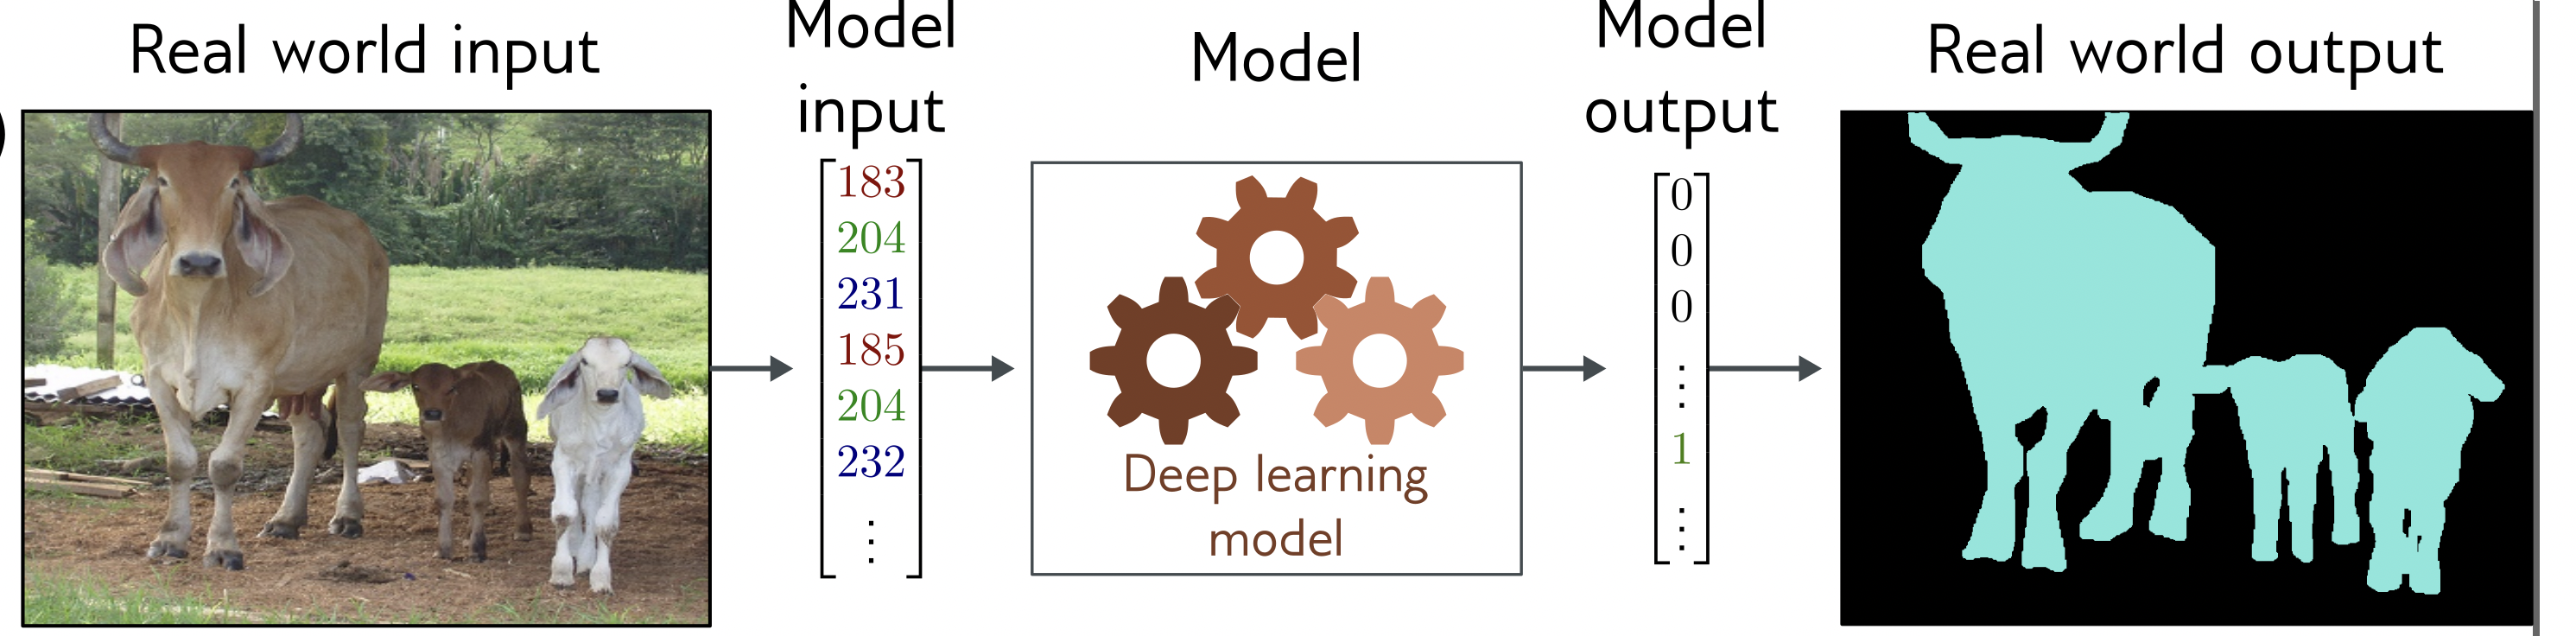 Real world input
Model
input
183
204
231
185
204
232
⋮
Model
Deep learning
model
Model
output
0
0
0
⋮
1
⋮
Real world output
)